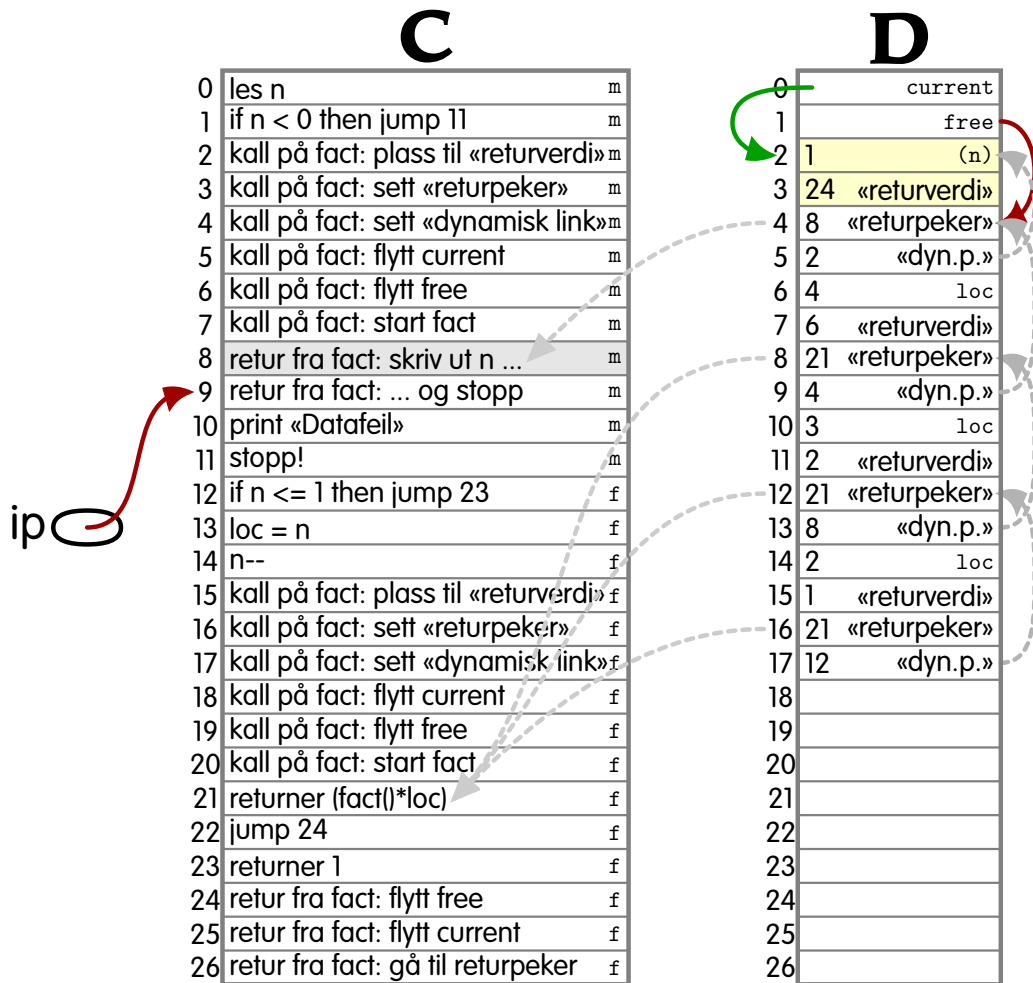 C
D
0 les n m
1 if n < 0 then jump 11 m
2 kall på fact: plass til «returverdi» m
3 kall på fact: sett «returpeker» m
4 kall på fact: sett «dynamisk link» m
5 kall på fact: flytt current m
6 kall på fact: flytt free m
7 kall på fact: start fact m
8 retur fra fact: skriv ut n ... m
9 retur fra fact: ... og stopp m
10 print «Datafeil» m
11 stopp! m
12 if n <= 1 then jump 23 f
13 loc = n f
14 n-- f
15 kall på fact: plass til «returverdi» f
16 kall på fact: sett «returpeker» f
17 kall på fact: sett «dynamisk link» f
18 kall på fact: flytt current f
19 kall på fact: flytt free f
20 kall på fact: start fact f
21 returner (fact()*loc) f
22 jump 24 f
23 returner 1 f
24 retur fra fact: flytt free f
25 retur fra fact: flytt current f
26 retur fra fact: gå til returpeker f
ip
0 current
1 free
2 1 (n)
3 24 «returverdi»
4 8 «returpeker»
5 2 «dyn.p.»
6 4 loc
7 6 «returverdi»
8 21 «returpeker»
9 4 «dyn.p.»
10 3 loc
11 2 «returverdi»
12 21 «returpeker»
13 8 «dyn.p.»
14 2 loc
15 1 «returverdi»
16 21 «returpeker»
17 12 «dyn.p.»
18
19
20
21
22
23
24
25
26